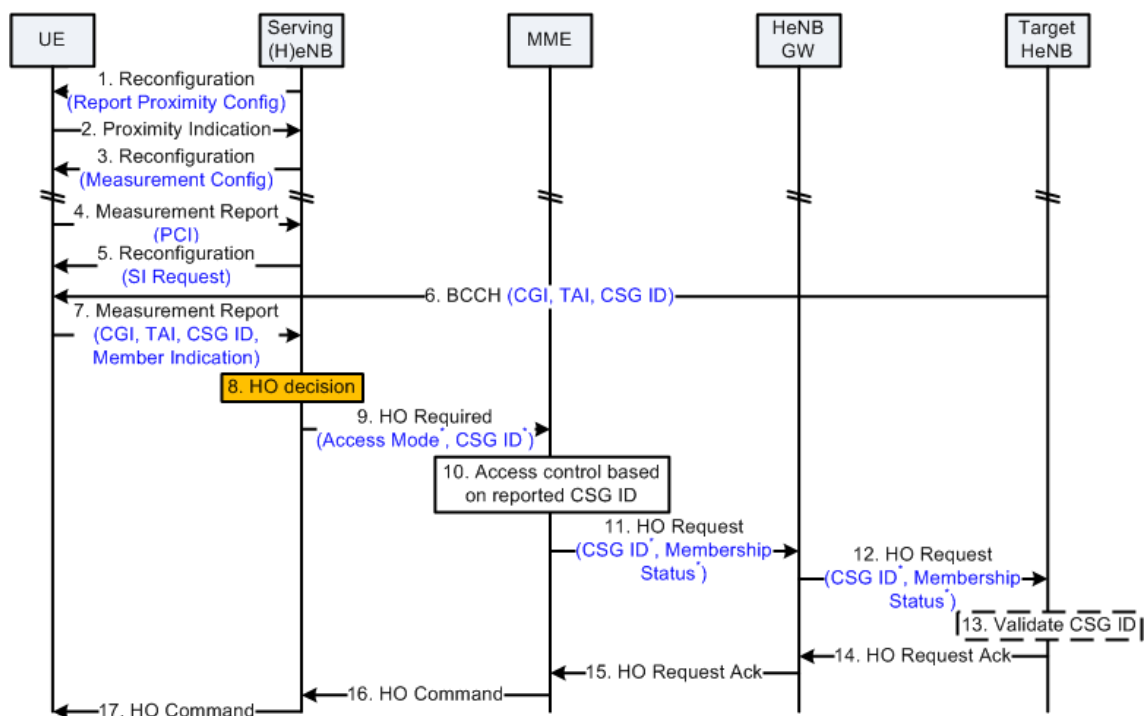 UE
Serving
(H)eNB
MME
HeNB
GW
Target
HeNB
1. Reconfiguration
(Report Proximity Config)
2. Proximity Indication
3. Reconfiguration
(Measurement Config)
4. Measurement Report
(PCI)
5. Reconfiguration
(SI Request)
6. BCCH (CGI, TAI, CSG ID)
7. Measurement Report
(CGI, TAI, CSG ID,
Member Indication)
8. HO decision
9. HO Required
(Access Mode*, CSG ID*)
10. Access control based
on reported CSG ID
11. HO Request
(CSG ID*, Membership
Status*)
12. HO Request
(CSG ID*, Membership
Status*)
13. Validate CSG ID
14. HO Request Ack
15. HO Request Ack
16. HO Command
17. HO Command